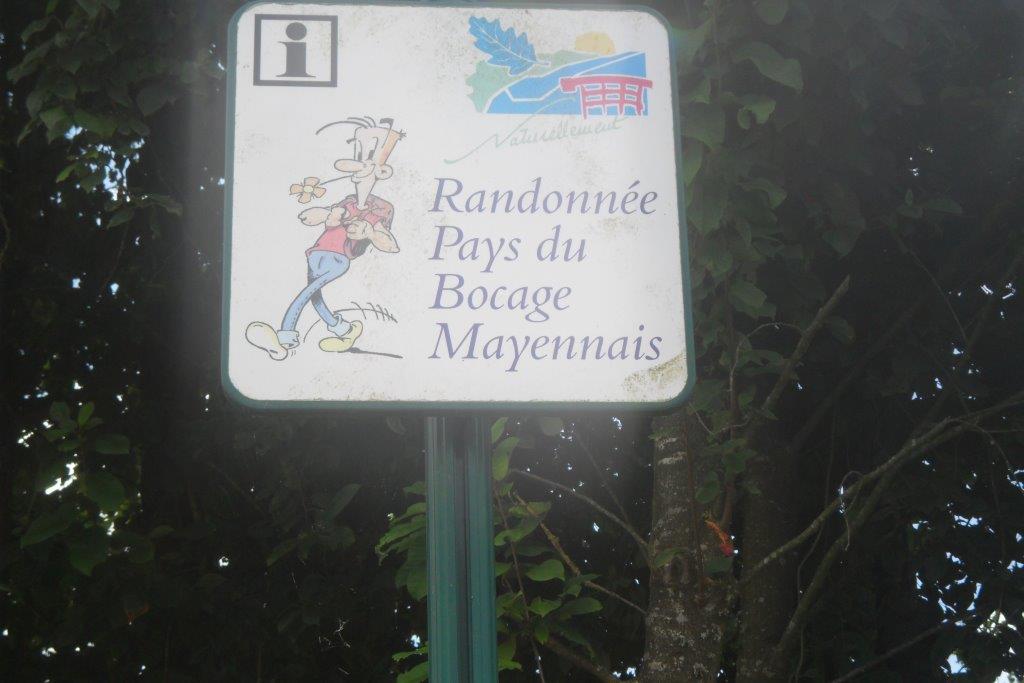 i
Naturellement
Randonnée
Pays du
Bocage
Mayennais